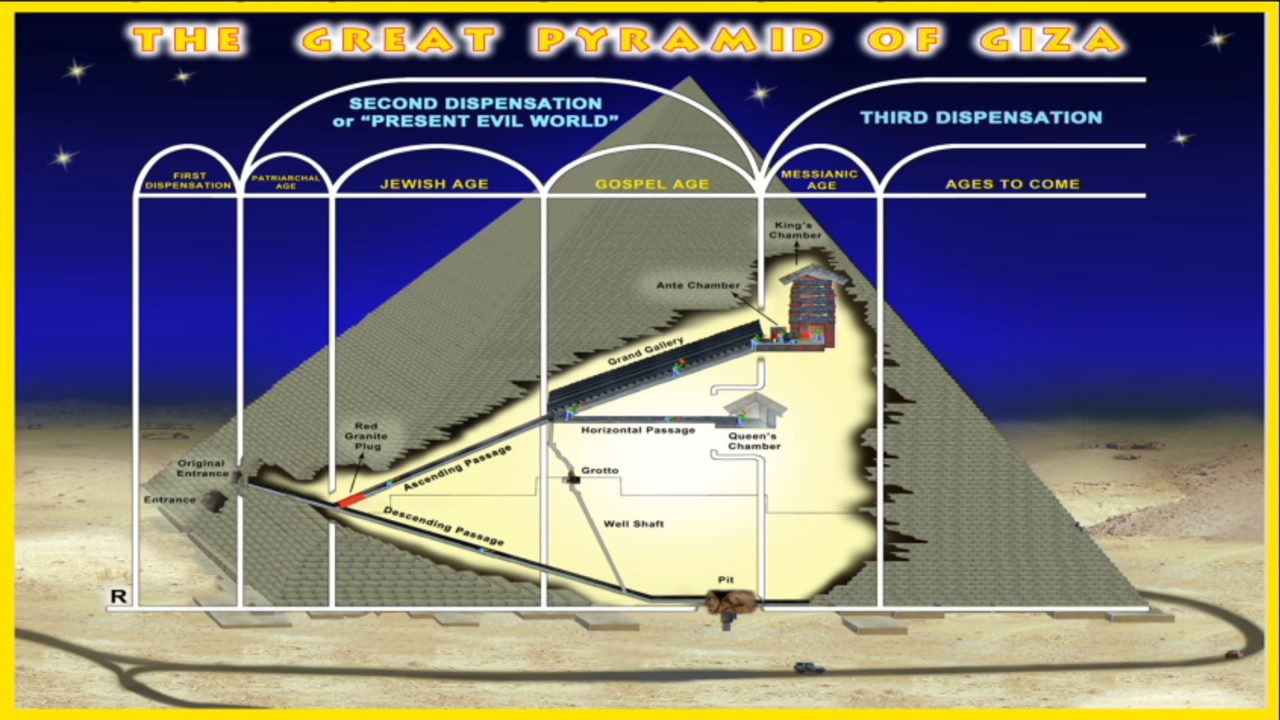 THE GREAT PYRAMID OF GIZA
SECOND DISPENSATION
or “PRESENT EVIL WORLD”
THIRD DISPENSATION
FIRST
DISPENSATION
PATRIARCHAL
AGE
JEWISH AGE
GOSPEL AGE
MESSIANIC
AGE
AGES TO COME
King's
Chamber
Ante Chamber
Grand Gallery
Red
Granite
Plug
Horizontal Passage
Queen's
Chamber
Ascending Passage
Original
Entrance
Grotto
Entrance
Descending Passage
Well Shaft
Pit
R